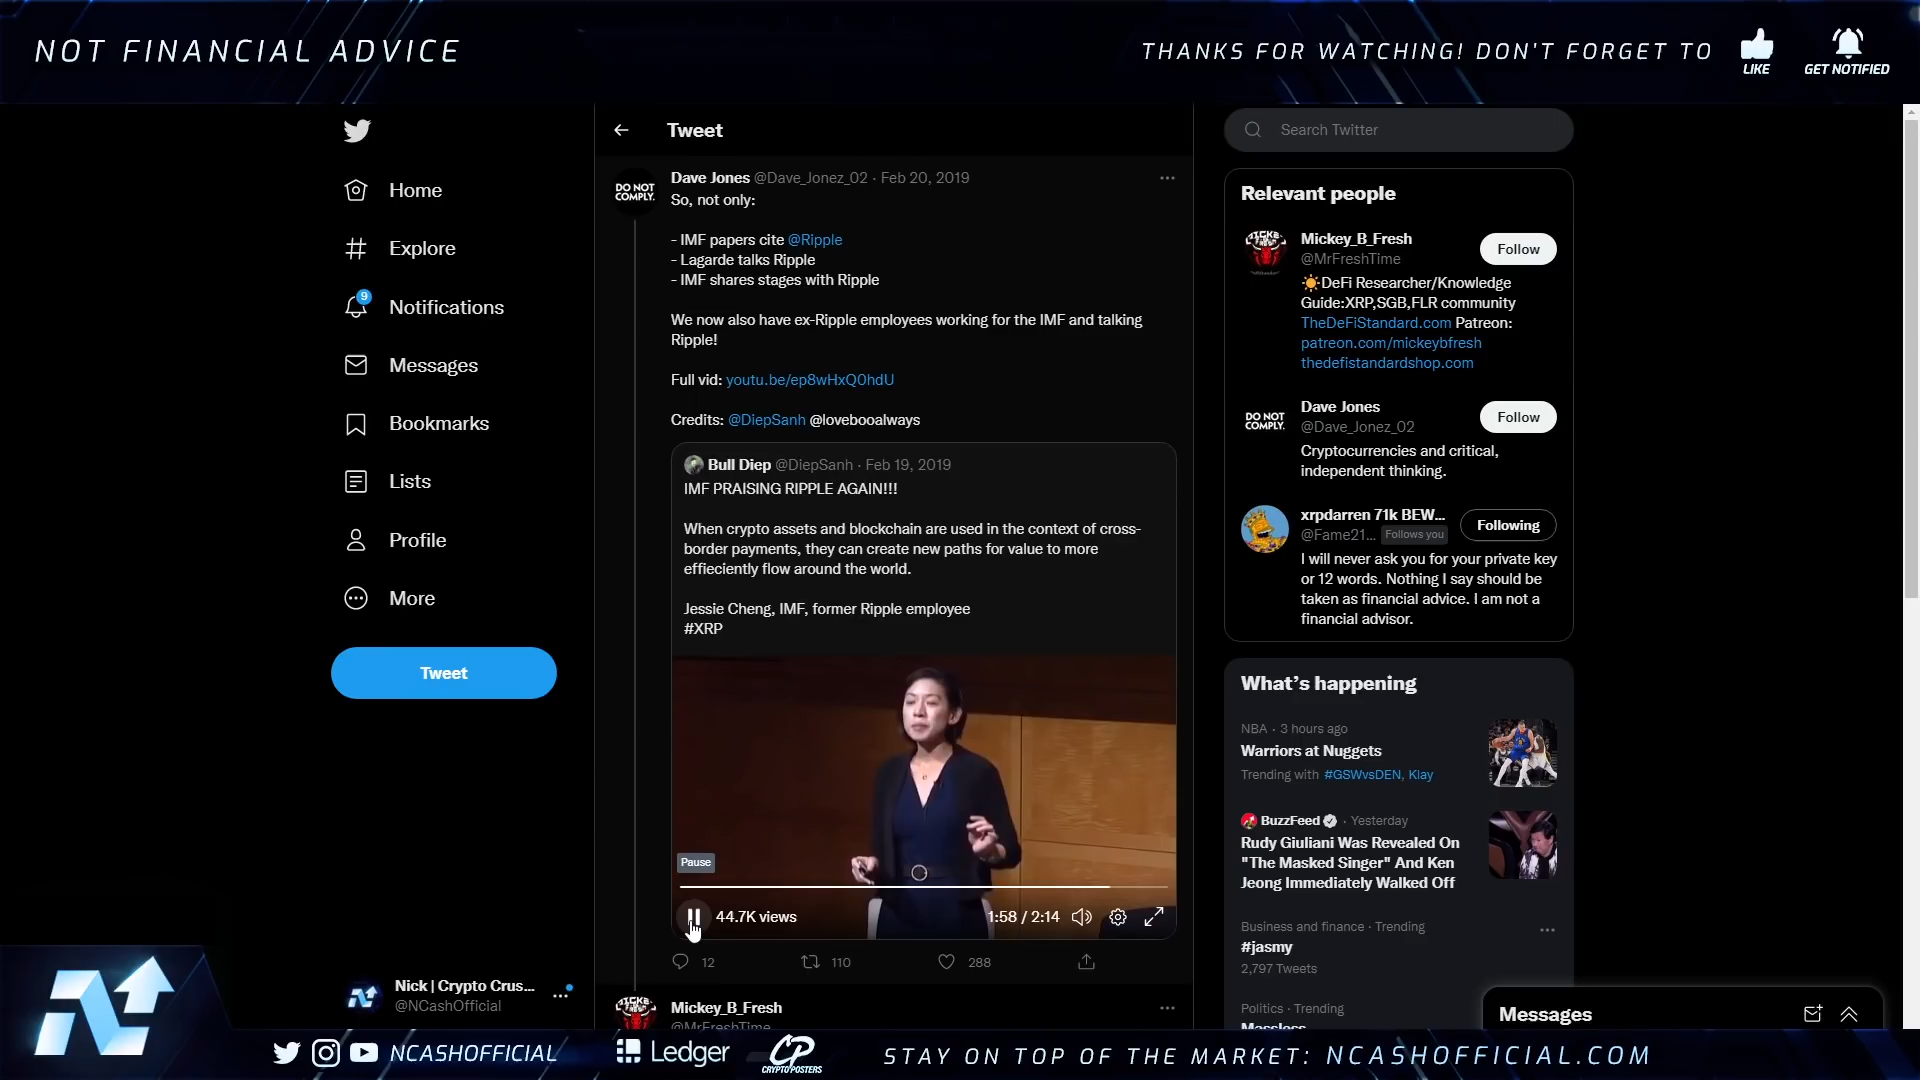 NOT FINANCIAL ADVICE
THANKS FOR WATCHING! DON'T FORGET TO
LIKE
GET NOTIFIED
Home
Explore
9
Notifications
Messages
Bookmarks
Lists
Profile
More
Tweet
Nick | Crypto Crus...
@NCashOfficial
Tweet
DO NOT
COMPLY.
Dave Jones @Dave_Jonez_02 · Feb 20, 2019
So, not only:
- IMF papers cite @Ripple
- Lagarde talks Ripple
- IMF shares stages with Ripple
We now also have ex-Ripple employees working for the IMF and talking
Ripple!
Full vid: youtu.be/ep8wHxQ0hdU
Credits: @DiepSanh @lovebooalways
Bull Diep @DiepSanh · Feb 19, 2019
IMF PRAISING RIPPLE AGAIN!!!
When crypto assets and blockchain are used in the context of cross-
border payments, they can create new paths for value to more
effieciently flow around the world.
Jessie Cheng, IMF, former Ripple employee
#XRP
Pause
44.7K views
1:58 / 2:14
12
110
288
Mickey_B_Fresh
@MrFreshTime
Search Twitter
Relevant people
Mickey_B_Fresh
@MrFreshTime
Follow
DeFi Researcher/Knowledge
Guide:XRP,SGB,FLR community
TheDeFiStandard.com Patreon:
patreon.com/mickeybfresh
thedefistandardshop.com
DO NOT
COMPLY.
Dave Jones
@Dave_Jonez_02
Follow
Cryptocurrencies and critical,
independent thinking.
xrpdarren 71k BEW...
@Fame21... Follows you
Following
I will never ask you for your private key
or 12 words. Nothing I say should be
taken as financial advice. I am not a
financial advisor.
What's happening
NBA · 3 hours ago
Warriors at Nuggets
Trending with #GSWvsDEN, Klay
BuzzFeed · Yesterday
Rudy Giuliani Was Revealed On
"The Masked Singer" And Ken
Jeong Immediately Walked Off
Business and finance · Trending
#jasmy
2,797 Tweets
Politics · Trending
Messages
NCASHOFFICIAL
Ledger
CP
CRYPTOPOSTERS
STAY ON TOP OF THE MARKET: NCASHOFFICIAL.COM